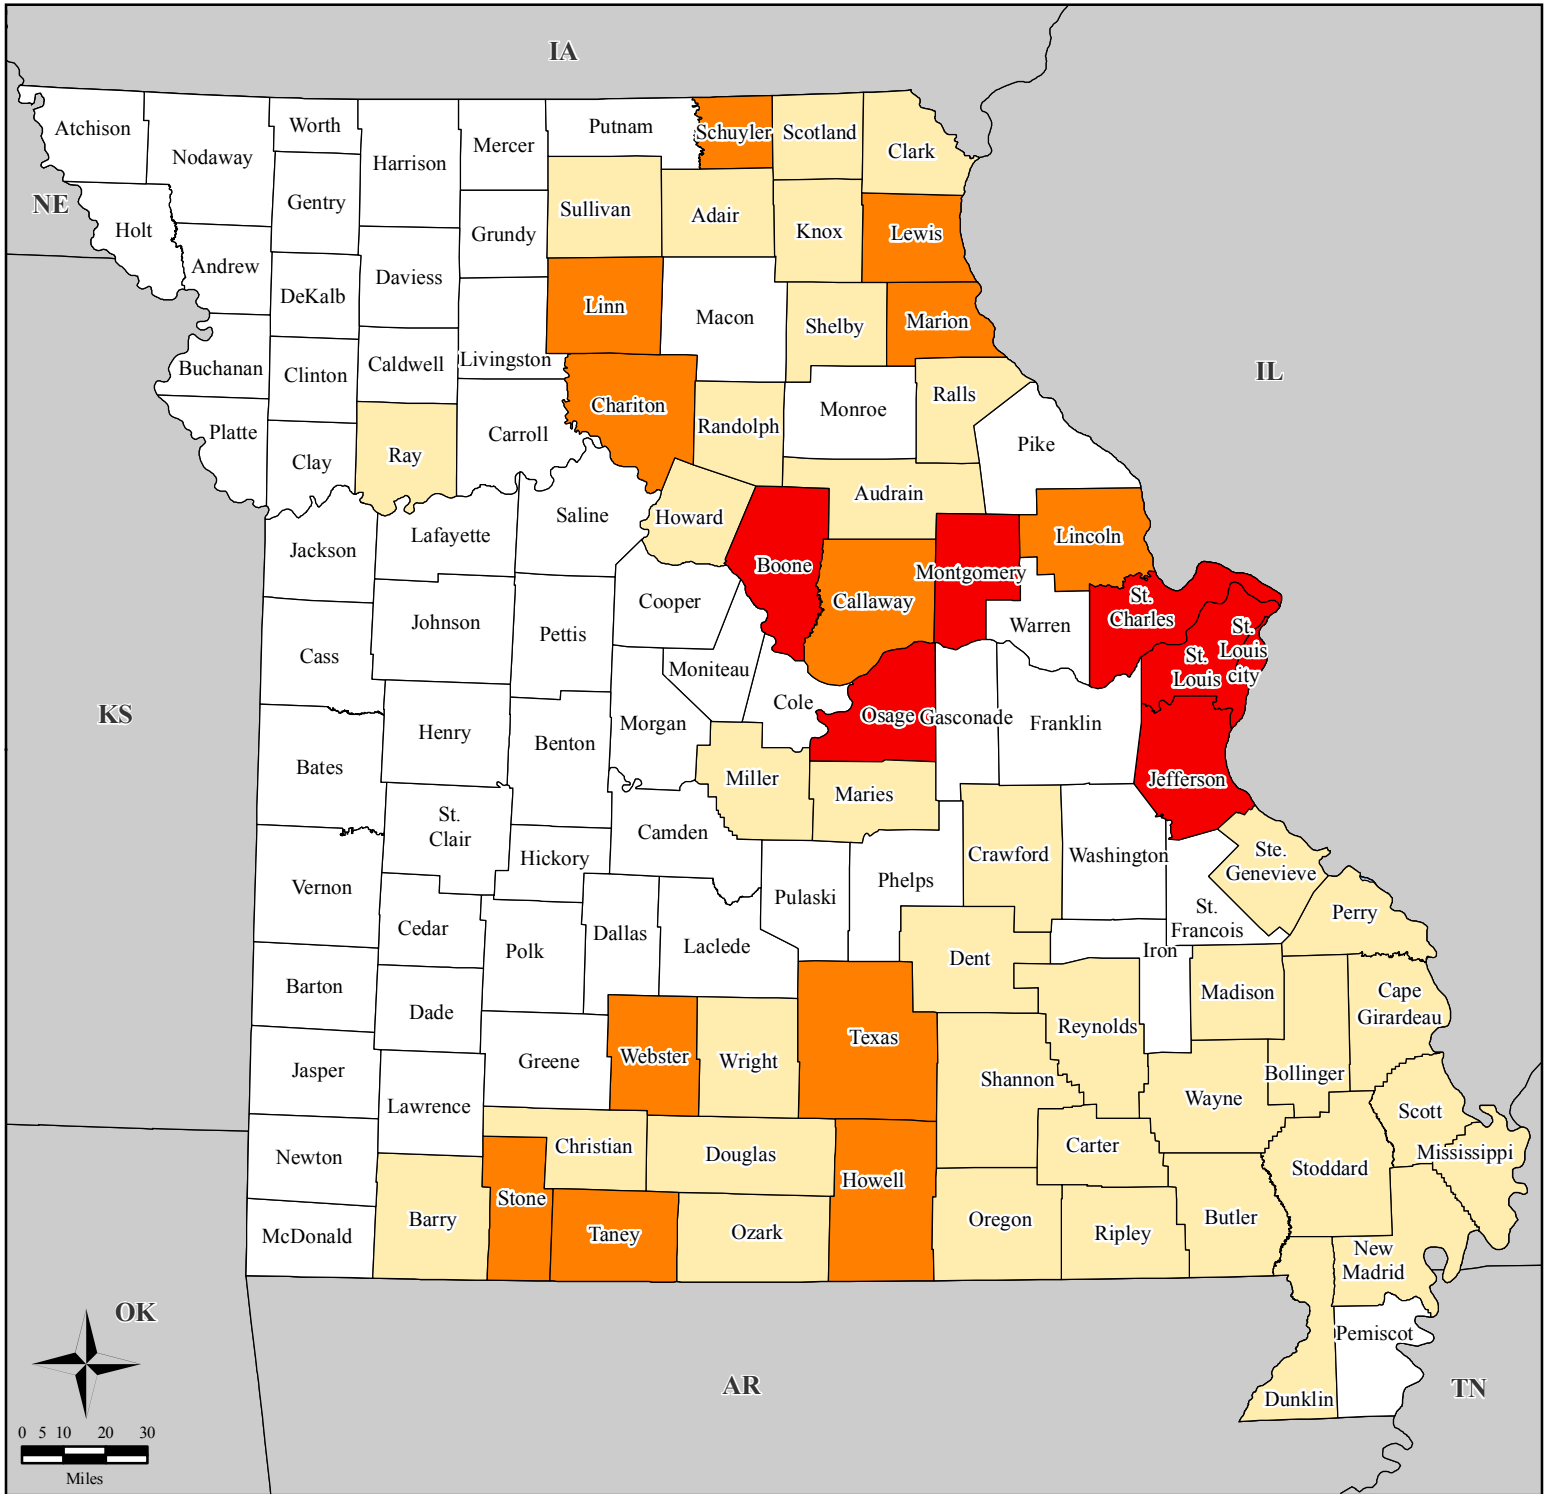 IA
Atchison
Nodaway
Worth
Harrison
Mercer
Putnam
Schuyler
Scotland
Clark
NE
Holt
Gentry
Sullivan
Adair
Knox
Lewis
Grundy
Andrew
DeKalb
Daviess
Linn
Macon
Shelby
Marion
Buchanan
Clinton
Caldwell
Livingston
IL
Chariton
Randolph
Monroe
Ralls
Platte
Clay
Ray
Carroll
Pike
Audrain
Saline
Howard
Jackson
Lafayette
Boone
Montgomery
Lincoln
Callaway
Cooper
St.
Charles
Johnson
Pettis
Warren
Cass
Moniteau
St.
Louis
St.
Louis
city
KS
Cole
Osage
Gasconade
Franklin
Henry
Benton
Morgan
Bates
Miller
Maries
Jefferson
St.
Clair
Camden
Hickory
Crawford
Washington
Ste.
Genevieve
Vernon
Pulaski
Phelps
St.
Francois
Perry
Cedar
Polk
Dallas
Laclede
Dent
Iron
Barton
Dade
Madison
Cape
Girardeau
Texas
Reynolds
Jasper
Greene
Webster
Wright
Shannon
Bollinger
Lawrence
Wayne
Scott
Newton
Christian
Douglas
Carter
Mississippi
Stoddard
Stone
Howell
McDonald
Barry
Taney
Ozark
Oregon
Ripley
Butler
New
Madrid
OK
Pemiscot
AR
TN
Dunklin
0 5 10 20 30
Miles